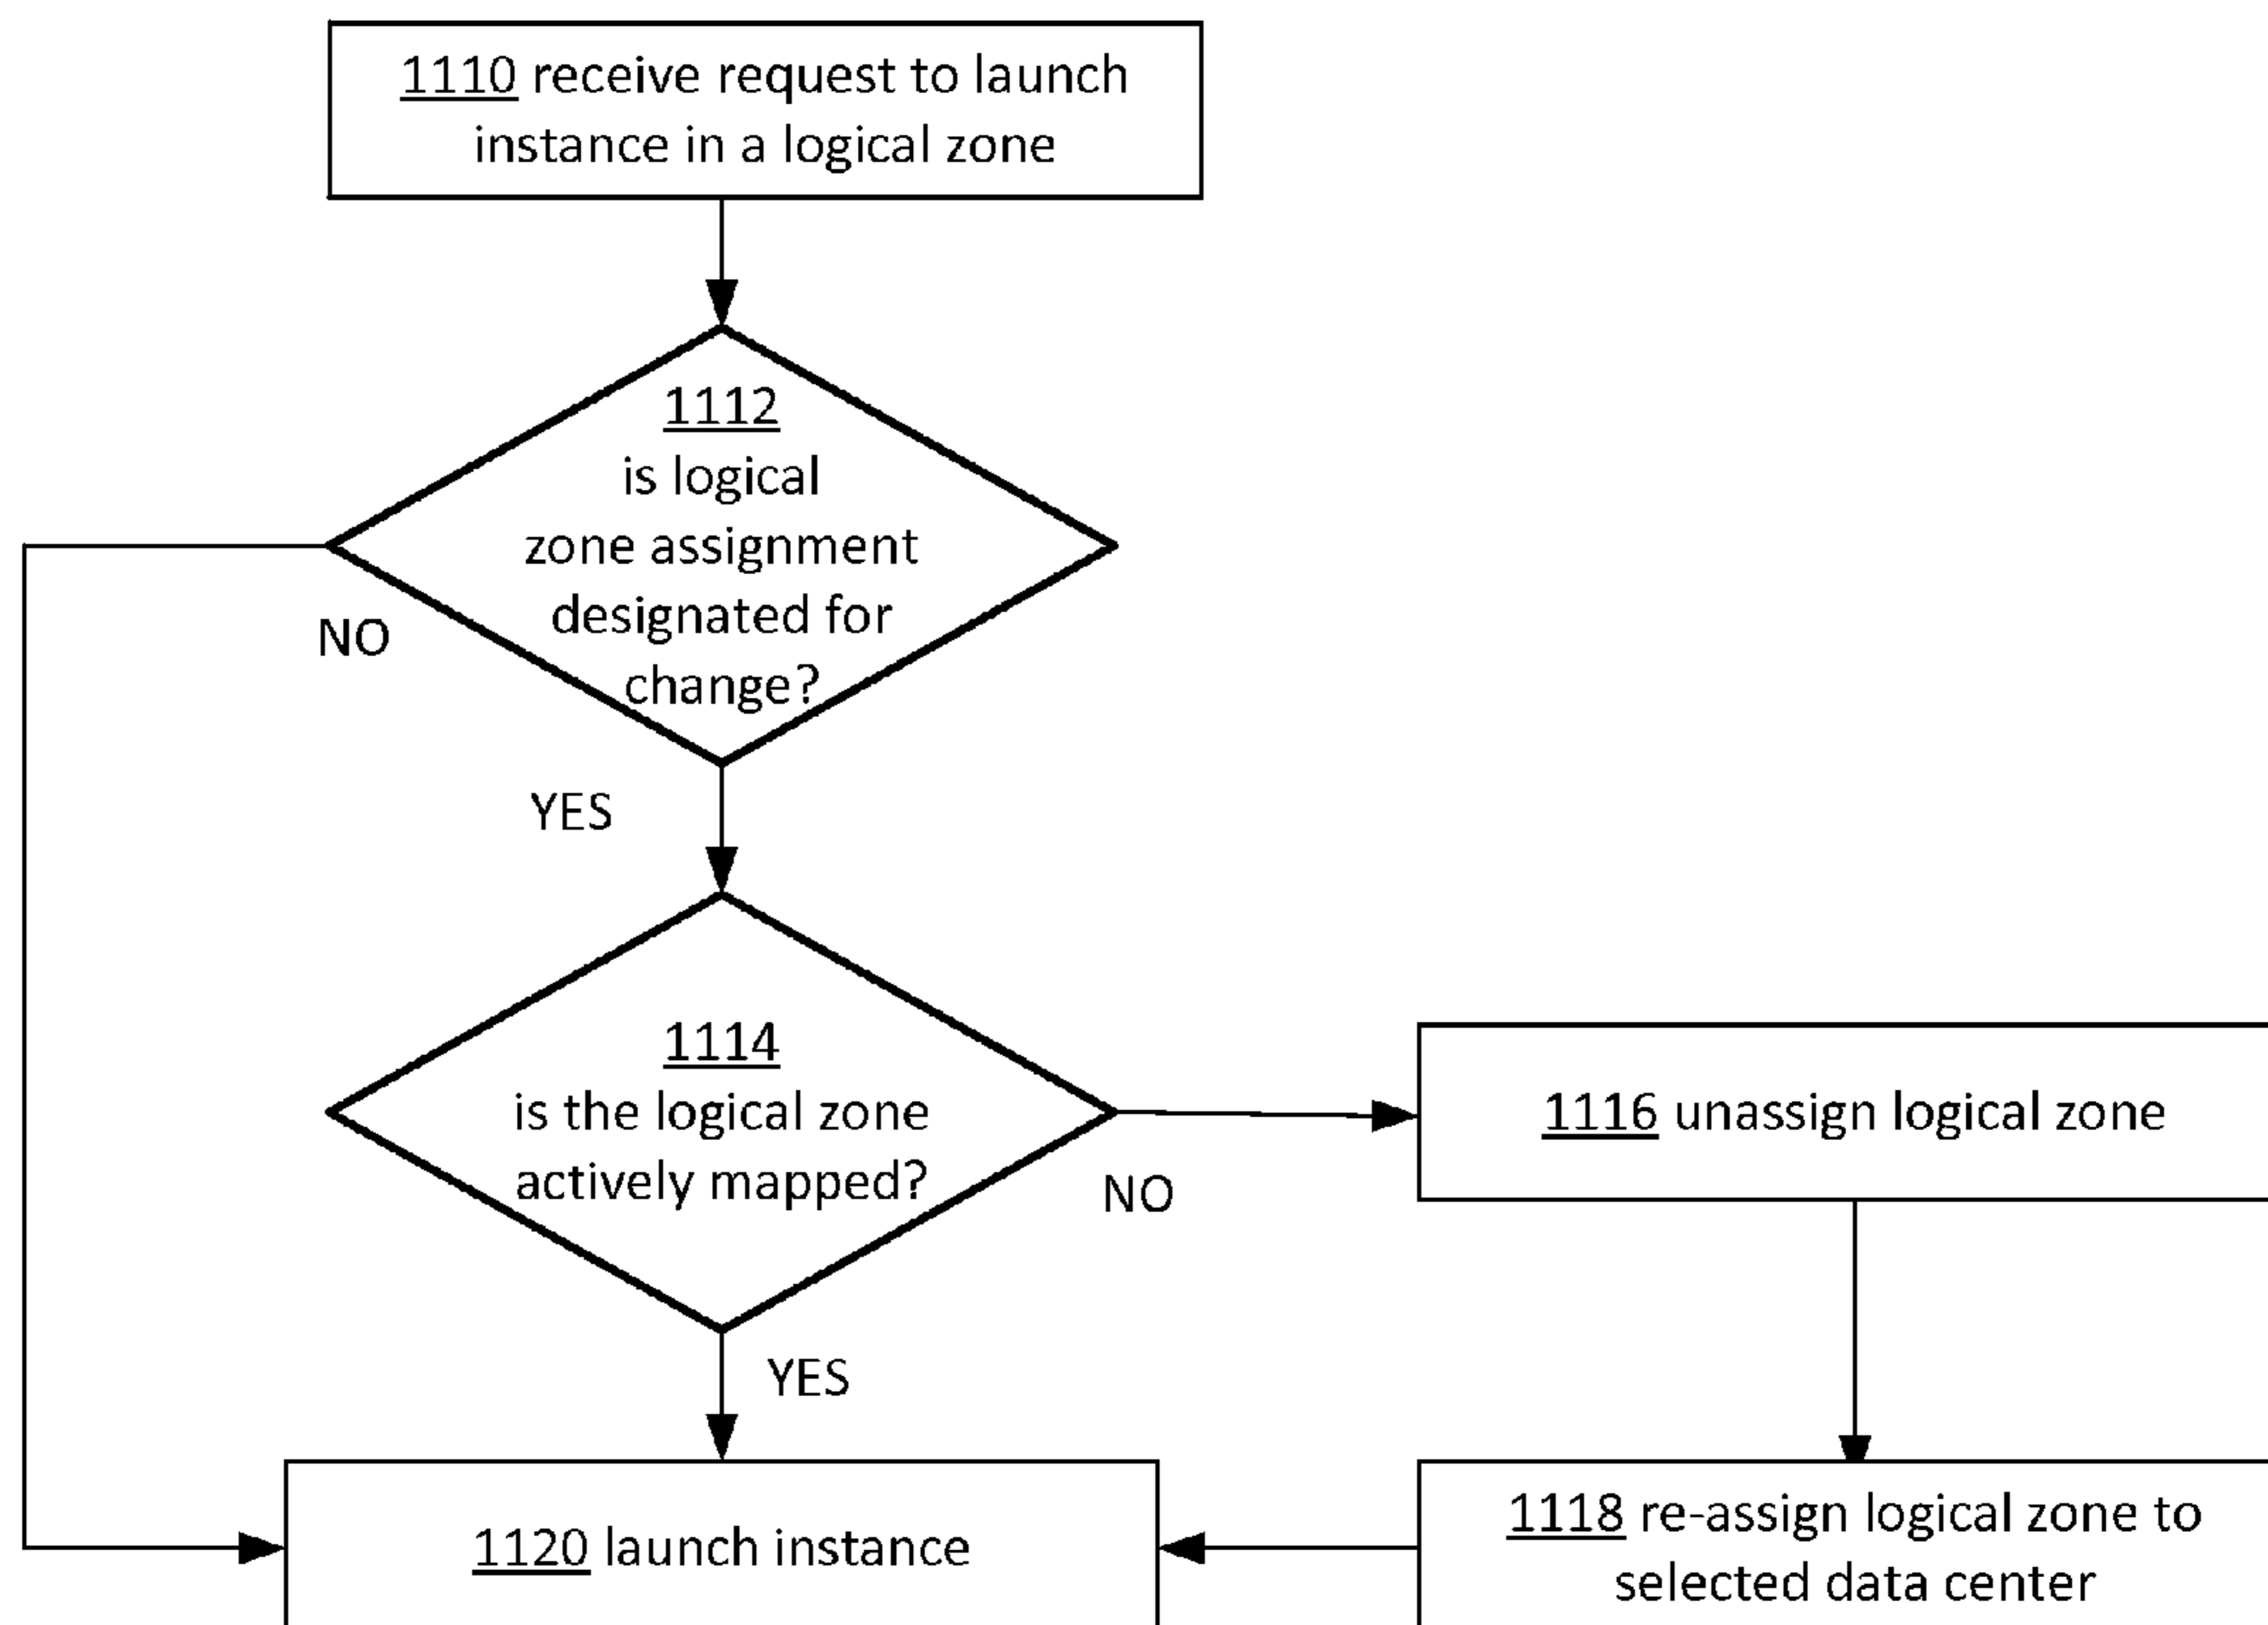 1110 receive request to launch
instance in a logical zone
1112
is logical
zone assignment
designated for
change?
NO
YES
1114
is the logical zone
actively mapped?
NO
1116 unassign logical zone
YES
1120 launch instance
1118 re-assign logical zone to
selected data center